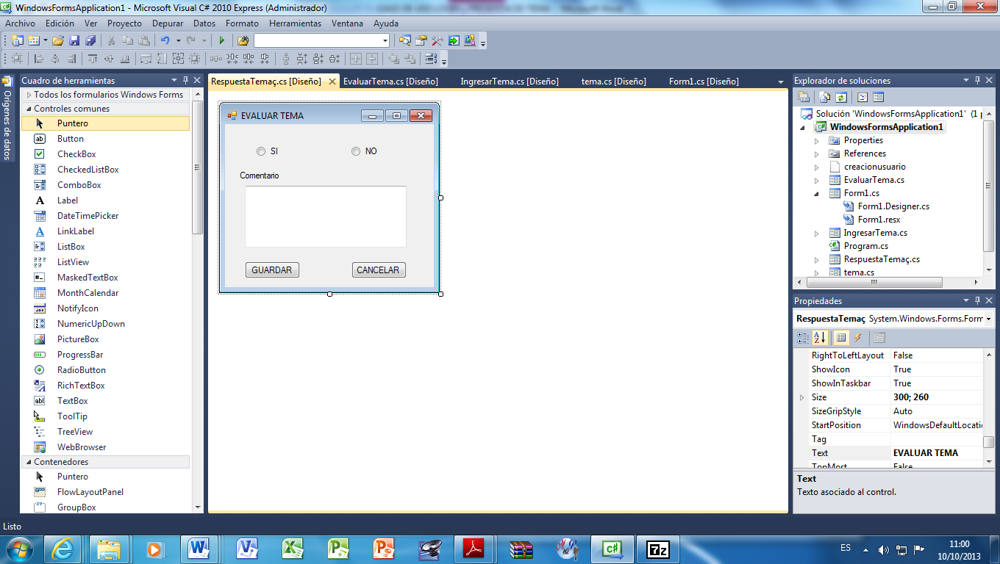 WindowsFormsApplication1 - Microsoft Visual C# 2010 Express (Administrador)
Archivo Edición Ver Proyecto Depurar Datos Formato Herramientas Ventana Ayuda
Orígenes de datos
Cuadro de herramientas
Todos los formularios Windows Forms
Controles comunes
Puntero
Button
CheckBox
CheckedListBox
ComboBox
Label
DateTimePicker
LinkLabel
ListBox
ListView
MaskedTextBox
MonthCalendar
NotifyIcon
NumericUpDown
PictureBox
ProgressBar
RadioButton
RichTextBox
TextBox
ToolTip
TreeView
WebBrowser
Contenedores
Puntero
FlowLayoutPanel
GroupBox
RespuestaTemaç.cs [Diseño] EvaluarTema.cs [Diseño] IngresarTema.cs [Diseño] tema.cs [Diseño] Form1.cs [Diseño]
EVALUAR TEMA
SI NO
Comentario
GUARDAR CANCELAR
Explorador de soluciones
Solución 'WindowsFormsApplication1' (1 p
WindowsFormsApplication1
Properties
References
creacionusuario
EvaluarTema.cs
Form1.cs
Form1.Designer.cs
Form1.resx
IngresarTema.cs
Program.cs
RespuestaTemaç.cs
tema.cs
Propiedades
RespuestaTemaç System.Windows.Forms.Form
RightToLeftLayout False
ShowIcon True
ShowInTaskbar True
Size 300; 260
SizeGripStyle Auto
StartPosition WindowsDefaultLocatio
Tag
Text EVALUAR TEMA
TopMost False
Text
Texto asociado al control.
Listo
ES
11:00
10/10/2013